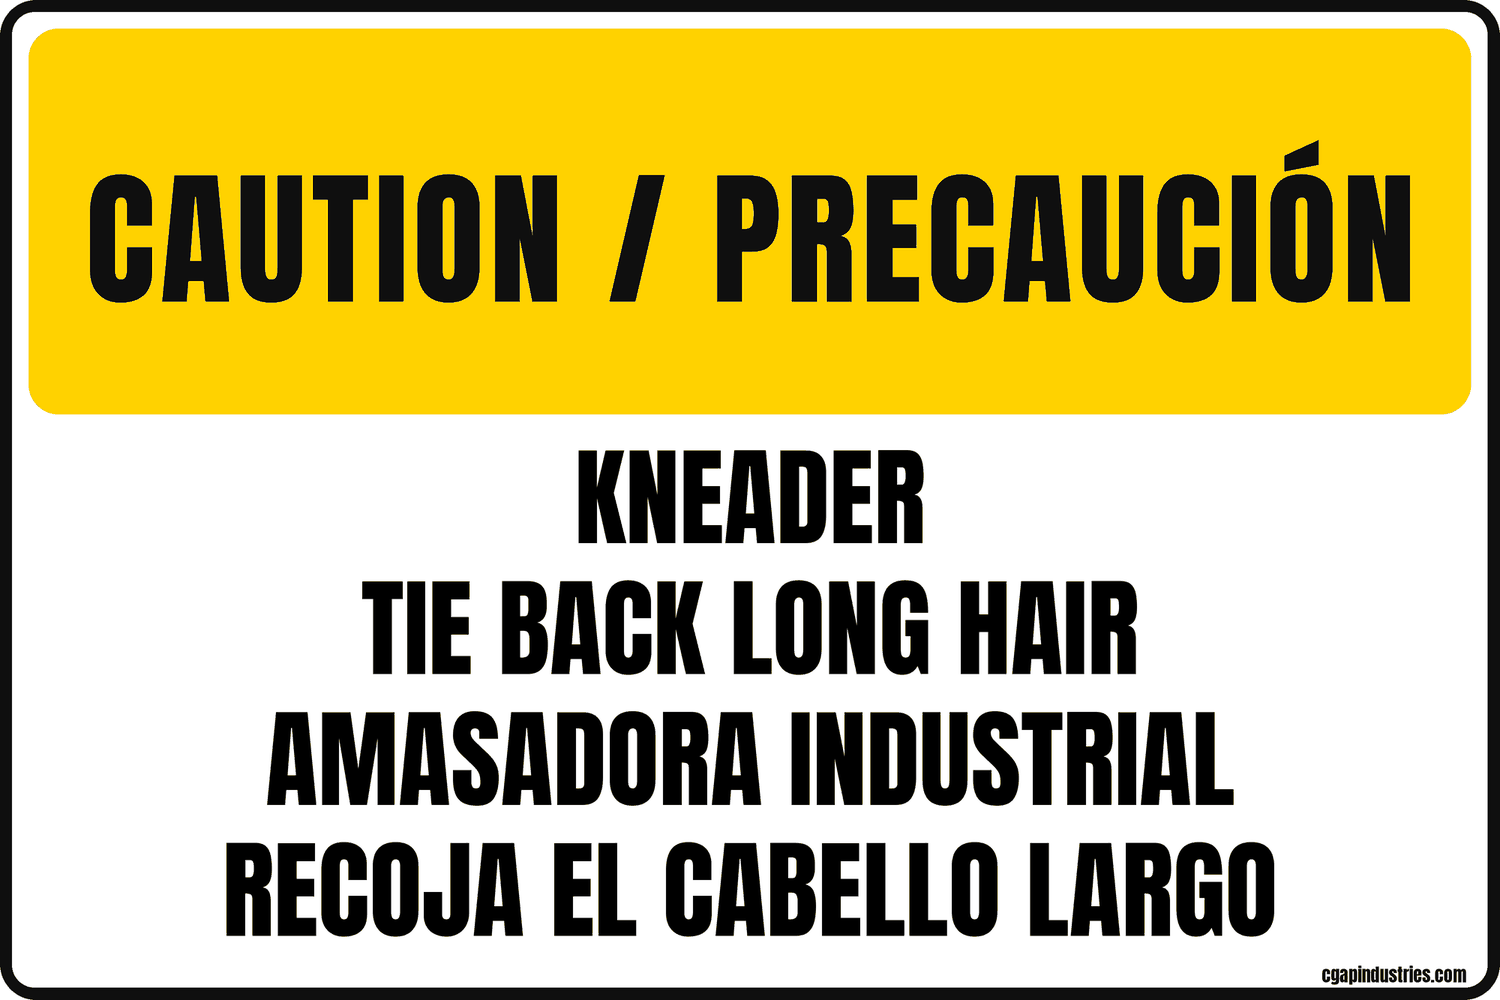 CAUTION / PRECAUCIÓN
KNEADER
TIE BACK LONG HAIR
AMASADORA INDUSTRIAL
RECOJA EL CABELLO LARGO
cgapindustries.com